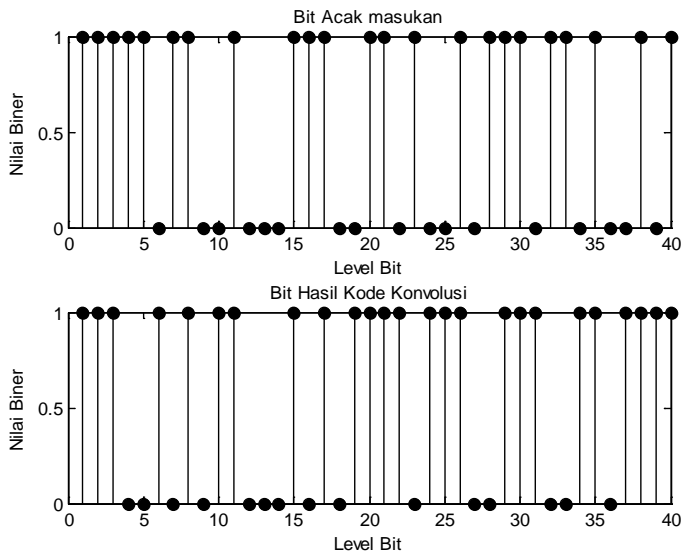 Bit Acak masukan
1
0.5
0
Nilai Biner
0 5 10 15 20 25 30 35 40
Level Bit
Bit Hasil Kode Konvolusi
1
0.5
0
Nilai Biner
0 5 10 15 20 25 30 35 40
Level Bit